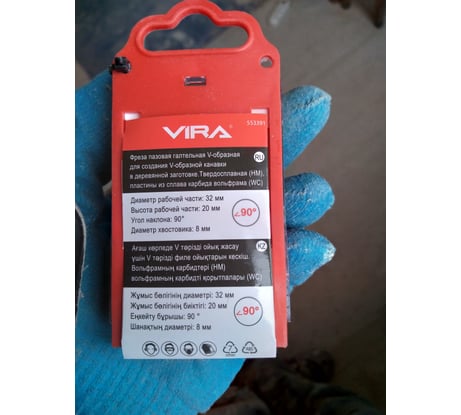 VIRA®
553391
Фреза пазовая галтельная V-образная
для создания V-образной канавки
в деревянной заготовке.Твердосплавная (HM),
пластины из сплава карбида вольфрама (WC)
RU
Диаметр рабочей части: 32 мм
Высота рабочей части: 20 мм
Угол наклона: 90°
Диаметр хвостовика: 8 мм
∠90°
Ағаш керпеде V тәрізді ойық жасау
үшін V тәрізді филе ойықтарын кескіш.
Вольфрамның карбидтері (HM)
вольфрамның карбиді қорытпалары (WC)
KZ
Жұмыс бөлігінің диаметрі: 32 мм
Жұмыс бөлігінің биіктігі: 20 мм
Еңкейту бұрышы: 90 °
Шанақтың диаметрі: 8 мм
∠90°